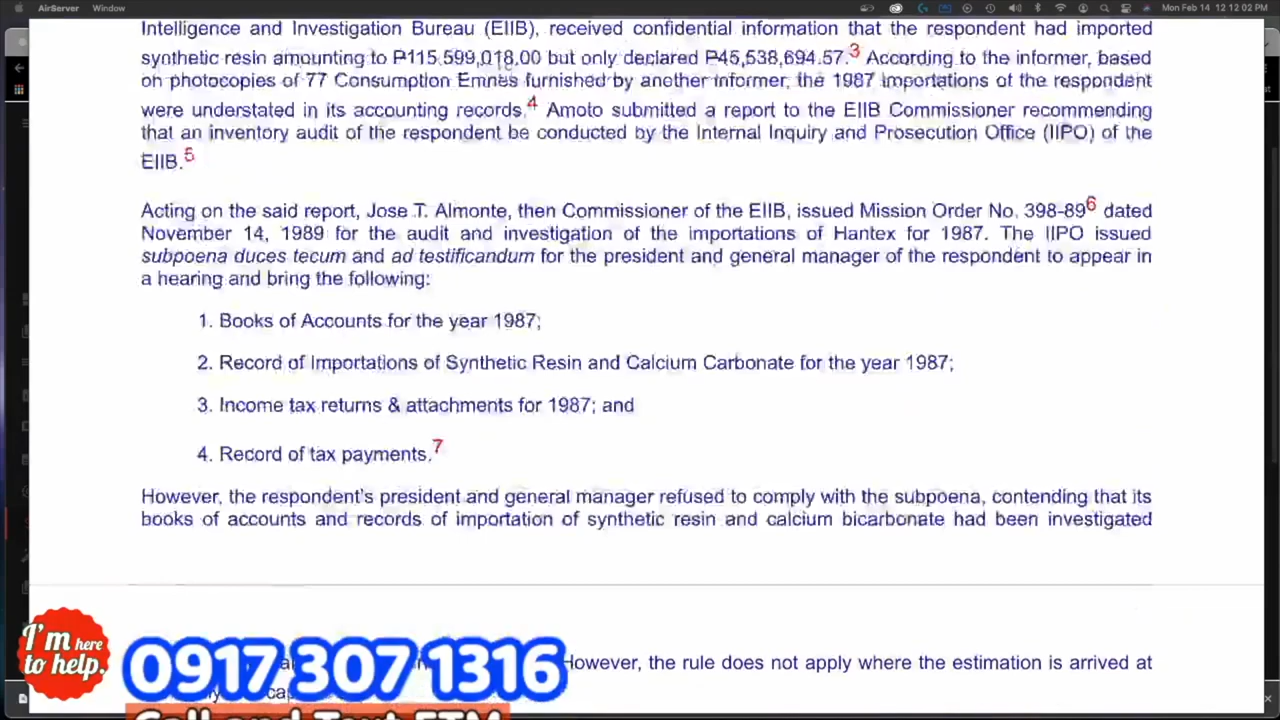 AirServer Window Mon Feb 14 12:12:02 PM
Intelligence and Investigation Bureau (EIIB), received confidential information that the respondent had imported
synthetic resin amounting to P115,599,018.00 but only declared P45,538,694.57.3 According to the informer, based
on photocopies of 77 Consumption Entries furnished by another informer, the 1987 importations of the respondent
were understated in its accounting records.4 Amoto submitted a report to the EIIB Commissioner recommending
that an inventory audit of the respondent be conducted by the Internal Inquiry and Prosecution Office (IIPO) of the
EIIB.5
Acting on the said report, Jose T. Almonte, then Commissioner of the EIIB, issued Mission Order No. 398-896 dated
November 14, 1989 for the audit and investigation of the importations of Hantex for 1987. The IIPO issued
subpoena duces tecum and ad testificandum for the president and general manager of the respondent to appear in
a hearing and bring the following:
1. Books of Accounts for the year 1987;
2. Record of Importations of Synthetic Resin and Calcium Carbonate for the year 1987;
3. Income tax returns & attachments for 1987; and
4. Record of tax payments.7
However, the respondent's president and general manager refused to comply with the subpoena, contending that its
books of accounts and records of importation of synthetic resin and calcium bicarbonate had been investigated
However, the rule does not apply where the estimation is arrived at
I'm here
to help.
0917 307 1316
Call and Text ETM